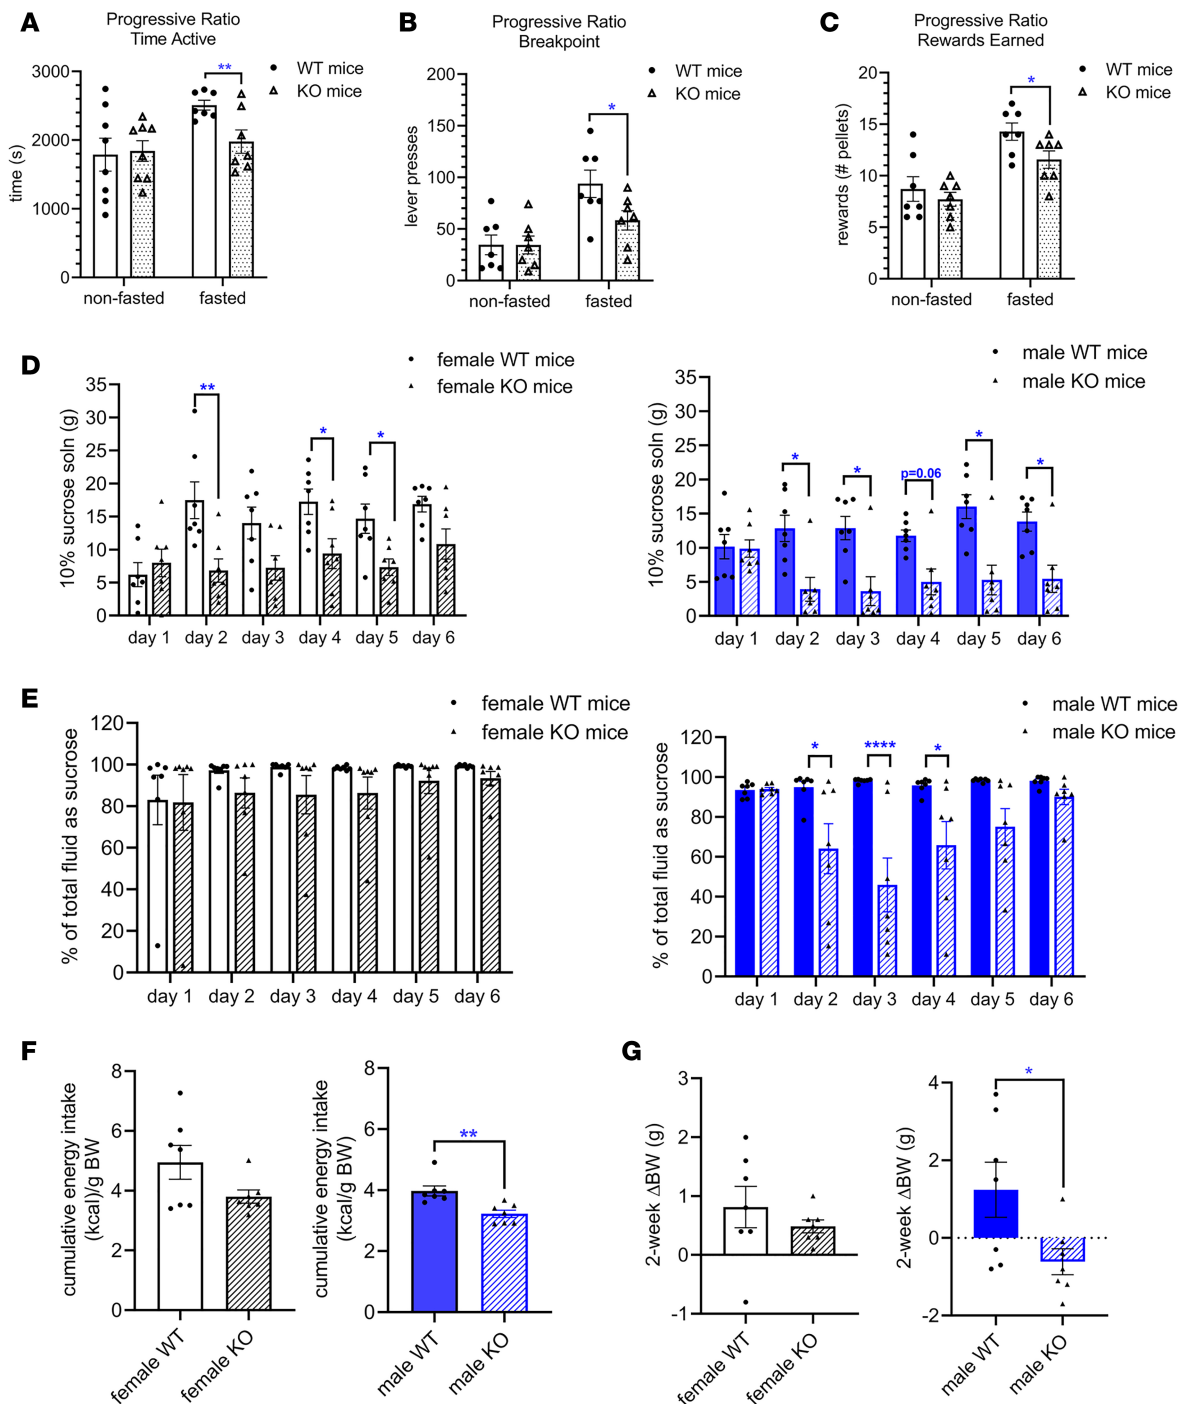 A
Progressive Ratio
Time Active
WT mice
KO mice
**
time (s)
3000
2000
1000
0
non-fasted
fasted
B
Progressive Ratio
Breakpoint
WT mice
KO mice
*
lever presses
200
150
100
50
0
non-fasted
fasted
C
Progressive Ratio
Rewards Earned
WT mice
KO mice
*
rewards (# pellets)
20
15
10
5
0
non-fasted
fasted
D
female WT mice
female KO mice
10% sucrose soln (g)
35
30
25
20
15
10
5
0
**
*
*
day 1
day 2
day 3
day 4
day 5
day 6
male WT mice
male KO mice
10% sucrose soln (g)
35
30
25
20
15
10
5
0
*
*
p=0.06
*
*
day 1
day 2
day 3
day 4
day 5
day 6
E
female WT mice
female KO mice
% of total fluid as sucrose
120
100
80
60
40
20
0
day 1
day 2
day 3
day 4
day 5
day 6
male WT mice
male KO mice
% of total fluid as sucrose
120
100
80
60
40
20
0
*
****
*
day 1
day 2
day 3
day 4
day 5
day 6
F
cumulative energy intake
(kcal)/g BW
8
6
4
2
0
female WT
female KO
cumulative energy intake
(kcal/g BW)
8
6
4
2
0
**
male WT
male KO
G
2-week ΔBW (g)
3
2
1
0
-1
female WT
female KO
2-week ΔBW (g)
4
2
0
-2
*
male WT
male KO